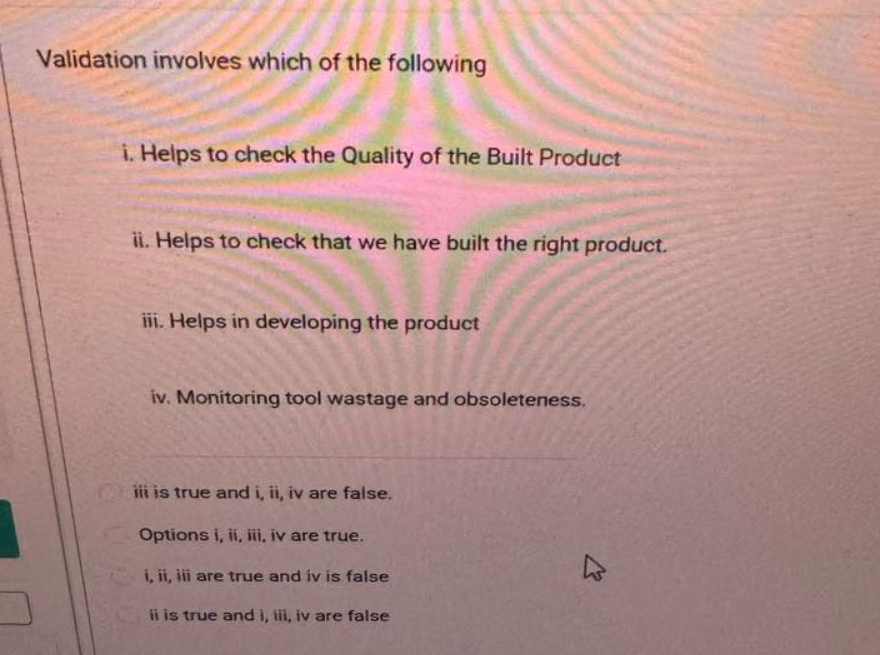 Validation involves which of the following
i. Helps to check the Quality of the Built Product
ii. Helps to check that we have built the right product.
iii. Helps in developing the product
iv. Monitoring tool wastage and obsoleteness.
iii is true and i, ii, iv are false.
Options i, ii, iii, iv are true.
i, ii, iii are true and iv is false
ii is true and i, iii, iv are false